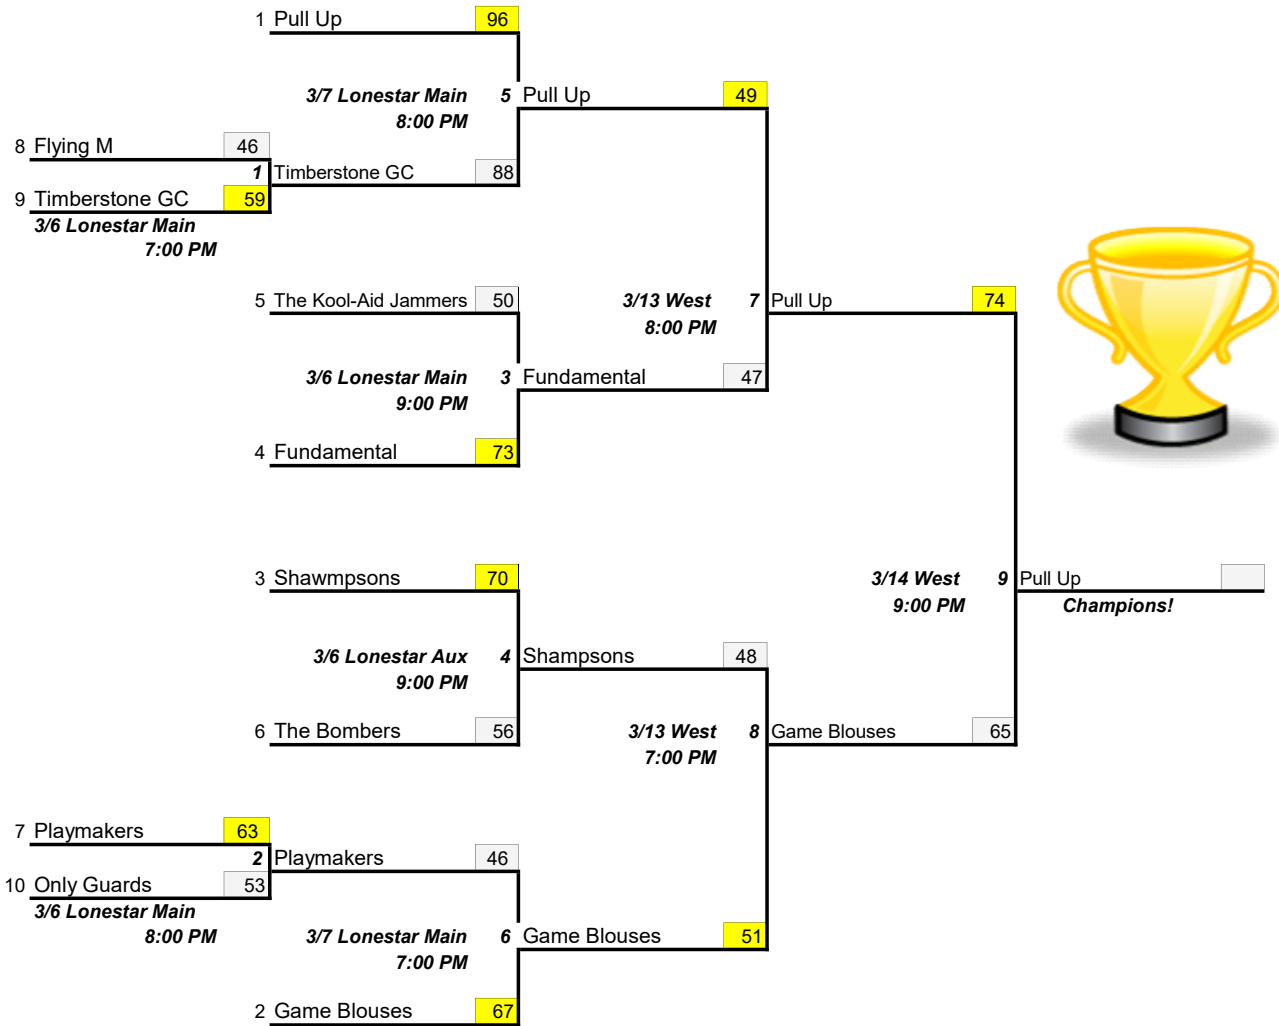 1 Pull Up 96
3/7 Lonestar Main 5 Pull Up 49
8:00 PM
8 Flying M 46
1 Timberstone GC 88
9 Timberstone GC 59
3/6 Lonestar Main
7:00 PM
5 The Kool-Aid Jammers 50
3/13 West 7 Pull Up 74
8:00 PM
3/6 Lonestar Main 3 Fundamental 47
9:00 PM
4 Fundamental 73
3 Shawmpsons 70
3/14 West 9 Pull Up
9:00 PM Champions!
3/6 Lonestar Aux 4 Shampsons 48
9:00 PM
6 The Bombers 56
3/13 West 8 Game Blouses 65
7:00 PM
7 Playmakers 63
2 Playmakers 46
10 Only Guards 53
3/6 Lonestar Main
8:00 PM
3/7 Lonestar Main 6 Game Blouses 51
7:00 PM
2 Game Blouses 67